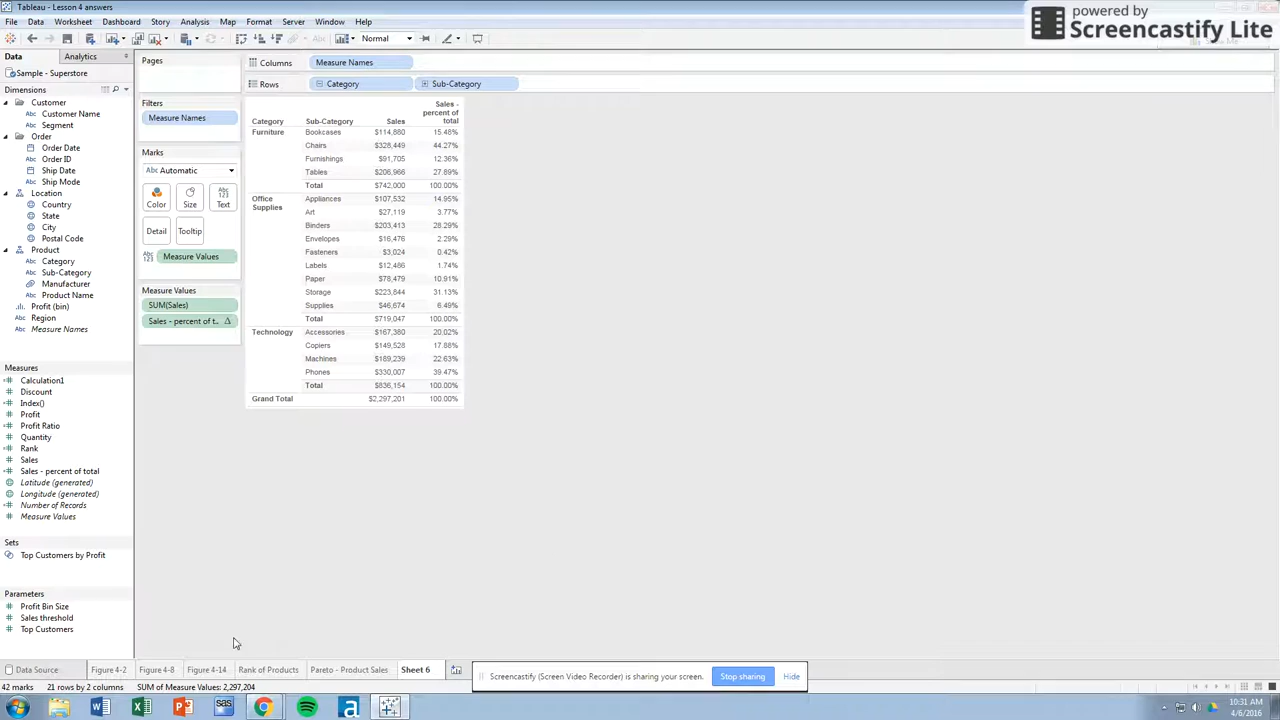 Tableau - Lesson 4 answers
File Data Worksheet Dashboard Story Analysis Map Format Server Window Help
powered by
Screencastify Lite
Normal
Data Analytics
Sample - Superstore
Dimensions
Customer
Customer Name
Segment
Order
Order Date
Order ID
Ship Date
Ship Mode
Location
Country
State
City
Postal Code
Product
Category
Sub-Category
Manufacturer
Product Name
Profit (bin)
Region
Measure Names
Measures
Calculation1
Discount
Index()
Profit
Profit Ratio
Quantity
Rank
Sales
Sales - percent of total
Latitude (generated)
Longitude (generated)
Number of Records
Measure Values
Sets
Top Customers by Profit
Parameters
Profit Bin Size
Sales threshold
Top Customers
Pages
Filters
Measure Names
Marks
Abc Automatic
Color Size Text
Detail Tooltip
Measure Values
Measure Values
SUM(Sales)
Sales - percent of t.. Δ
Columns Measure Names
Rows Category Sub-Category
Category Sub-Category Sales Sales - percent of total
Furniture Bookcases $114,880 15.48%
Chairs $328,449 44.27%
Furnishings $91,705 12.36%
Tables $206,966 27.89%
Total $742,000 100.00%
Office Supplies Appliances $107,532 14.95%
Art $27,119 3.77%
Binders $203,413 28.29%
Envelopes $16,476 2.29%
Fasteners $3,024 0.42%
Labels $12,486 1.74%
Paper $78,479 10.91%
Storage $223,844 31.13%
Supplies $46,674 6.49%
Total $719,047 100.00%
Technology Accessories $167,380 20.02%
Copiers $149,528 17.88%
Machines $189,239 22.63%
Phones $330,007 39.47%
Total $836,154 100.00%
Grand Total $2,297,201 100.00%
Data Source Figure 4-2 Figure 4-8 Figure 4-14 Rank of Products Pareto - Product Sales Sheet 6
Screencastify (Screen Video Recorder) is sharing your screen. Stop sharing Hide
42 marks 21 rows by 2 columns SUM of Measure Values: 2,297,204
10:31 AM
4/6/2016